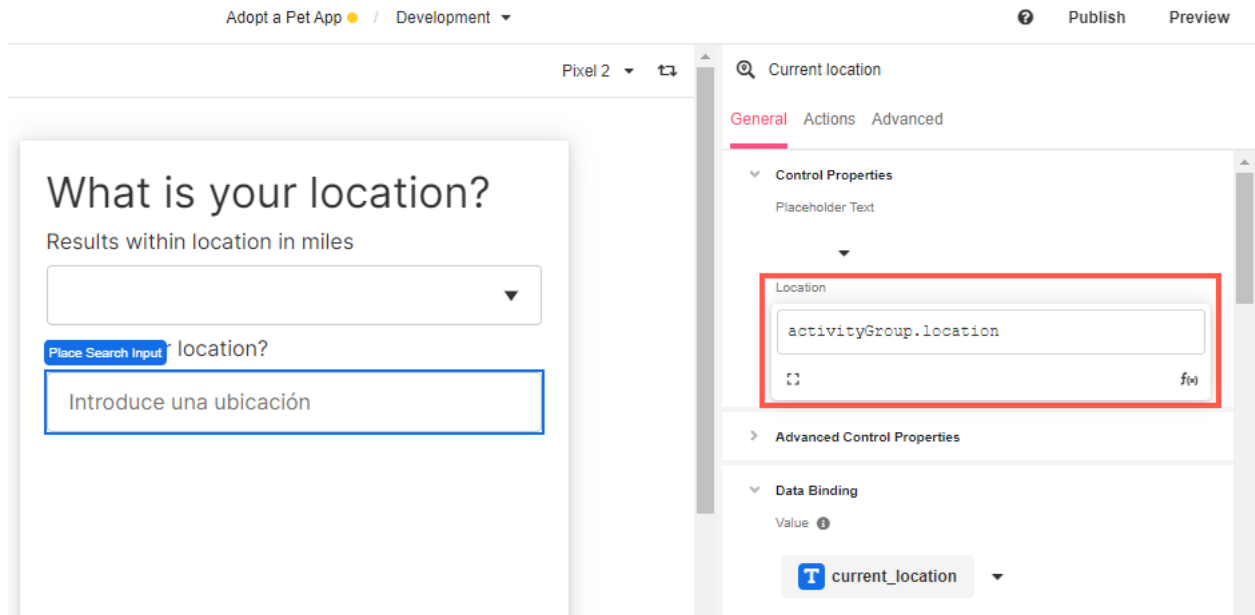 Adopt a Pet App / Development
Publish Preview
Pixel 2
Current location
General Actions Advanced
What is your location?
Results within location in miles
Place Search Input r location?
Introduce una ubicación
Control Properties
Placeholder Text
Location
activityGroup.location
f(x)
Advanced Control Properties
Data Binding
Value
T current_location